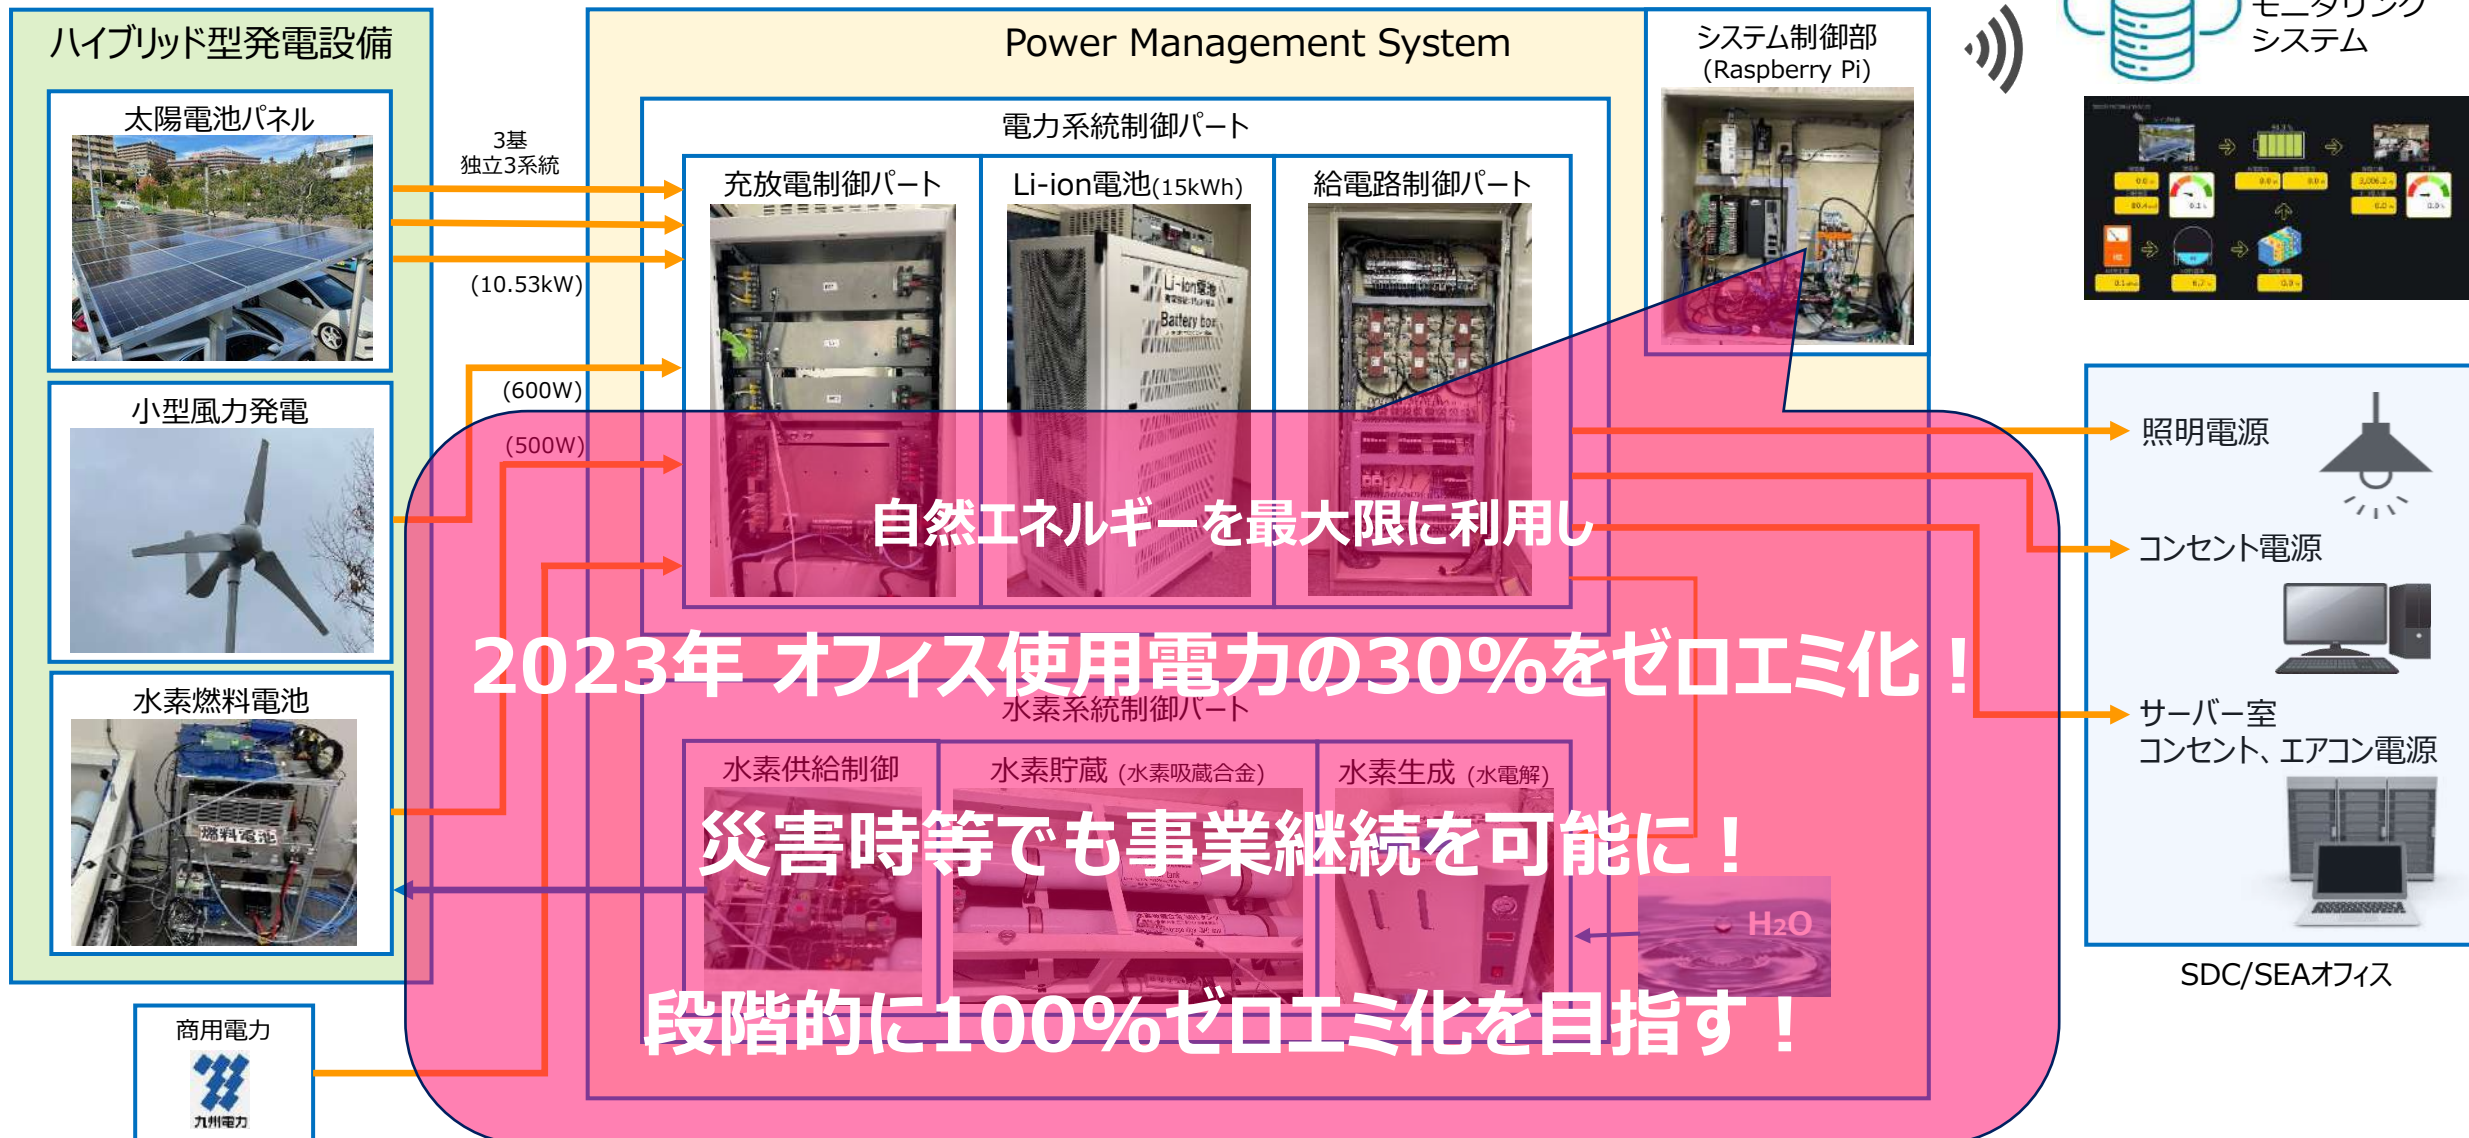 ハイブリッド型発電設備
太陽電池パネル
小型風力発電
水素燃料電池
燃料電池
商用電力
九州電力
3基
独立3系統
(10.53kW)
(600W)
(500W)
Power Management System
電力系統制御パート
充放電制御パート
Li-ion電池(15kWh)
Li-ion電池
Battery box
給電路制御パート
システム制御部
(Raspberry Pi)
モニタリング
システム
自然エネルギーを最大限に利用し
2023年 オフィス使用電力の30%をゼロエミ化！
水素系統制御パート
水素供給制御
水素貯蔵 (水素吸蔵合金)
水素生成 (水電解)
災害時等でも事業継続を可能に！
H2O
段階的に100%ゼロエミ化を目指す！
照明電源
コンセント電源
サーバー室
コンセント、エアコン電源
SDC/SEAオフィス